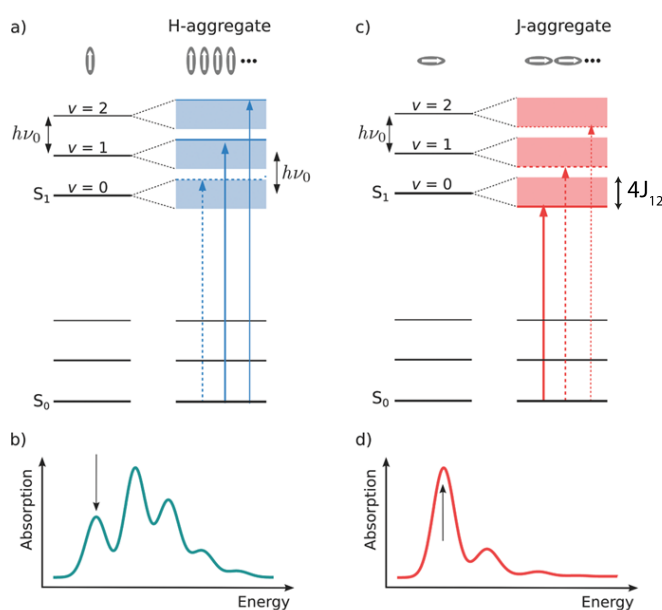 a)
H-aggregate
•••
v = 2
hν₀
v = 1
hν₀
S₁
v = 0
S₀
b)
Absorption
Energy
c)
J-aggregate
•••
v = 2
hν₀
v = 1
S₁
v = 0
4J₁₂
S₀
d)
Absorption
Energy